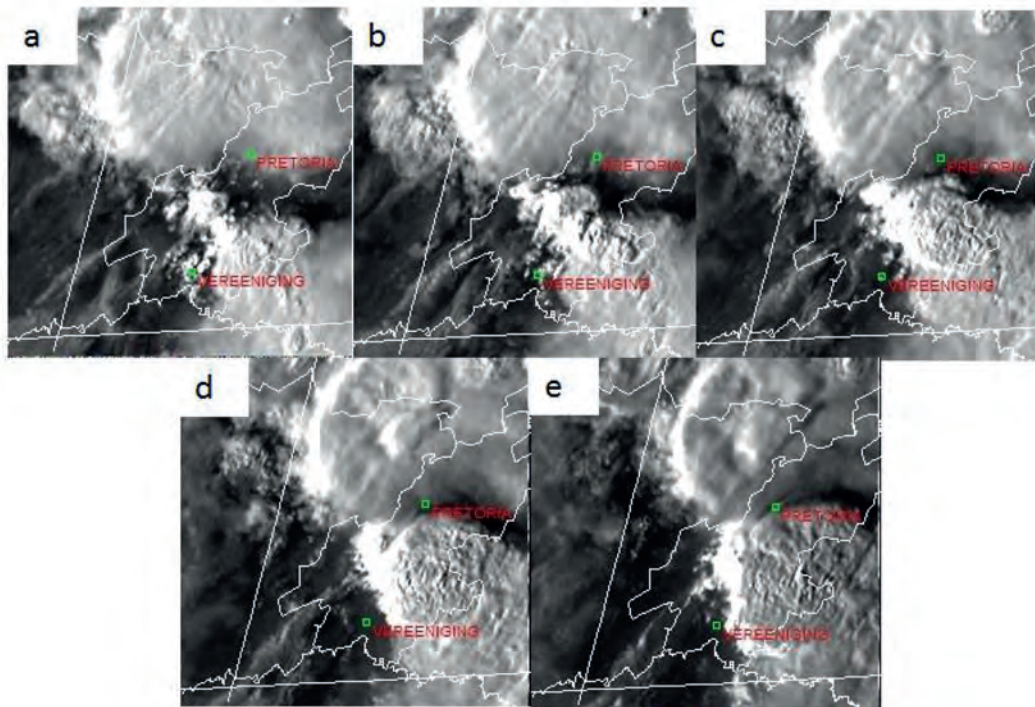 a
b
c
PRETORIA
PRETORIA
PRETORIA
VEREENIGING
VEREENIGING
VEREENIGING
d
e
PRETORIA
PRETORIA
VEREENIGING
VEREENIGING